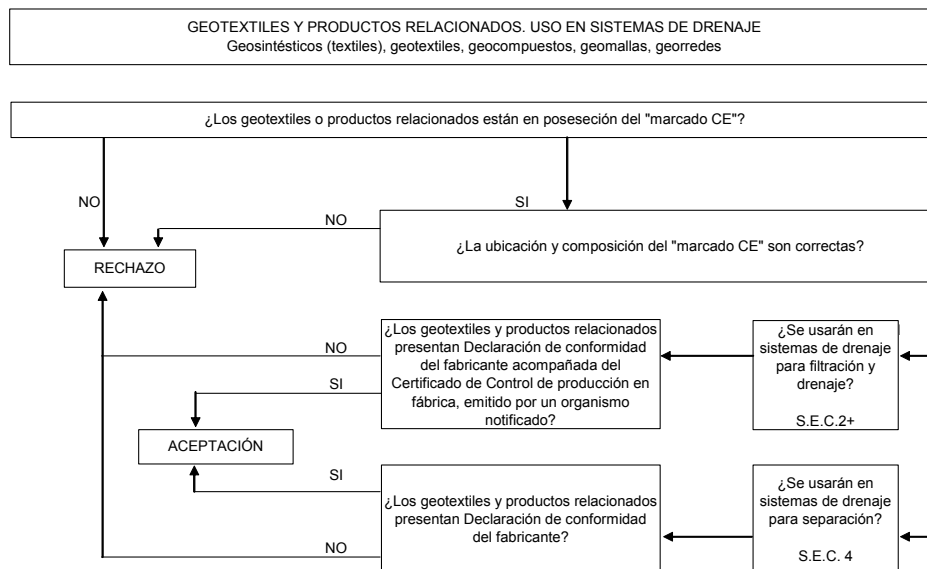 GEOTEXTILES Y PRODUCTOS RELACIONADOS. USO EN SISTEMAS DE DRENAJE
Geosintésticos (textiles), geotextiles, geocompuestos, geomallas, georredes
¿Los geotextiles o productos relacionados están en poseseción del "marcado CE"?
NO
SI
NO
¿La ubicación y composición del "marcado CE" son correctas?
RECHAZO
¿Los geotextiles y productos relacionados
presentan Declaración de conformidad
del fabricante acompañada del
Certificado de Control de producción en
fábrica, emitido por un organismo
notificado?
NO
SI
¿Se usarán en
sistemas de drenaje
para filtración y
drenaje?
S.E.C.2+
ACEPTACIÓN
SI
¿Los geotextiles y productos relacionados
presentan Declaración de conformidad
del fabricante?
NO
¿Se usarán en
sistemas de drenaje
para separación?
S.E.C. 4